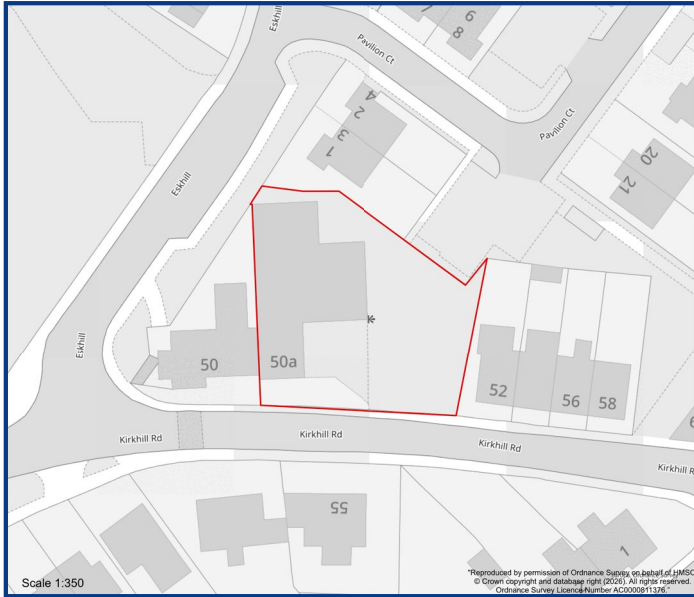 Eskhill
Pavilion Ct
9
8
4
2
3
1
Pavilion Ct
20
21
Eskhill
Eskhill
50
50a
*
52
56
58
Kirkhill Rd
Kirkhill Rd
Kirkhill Rd
Kirkhill R
55
1
Scale 1:350
"Reproduced by permission of Ordnance Survey on behalf of HMSO
© Crown copyright and database right (2026). All rights reserved.
Ordnance Survey Licence Number AC0000811376."